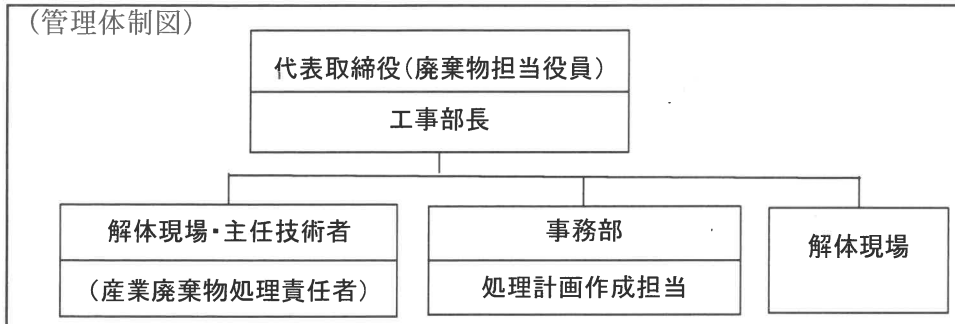 (管理体制図)
代表取締役(廃棄物担当役員)
工事部長
解体現場・主任技術者
(産業廃棄物処理責任者)
事務部
処理計画作成担当
解体現場